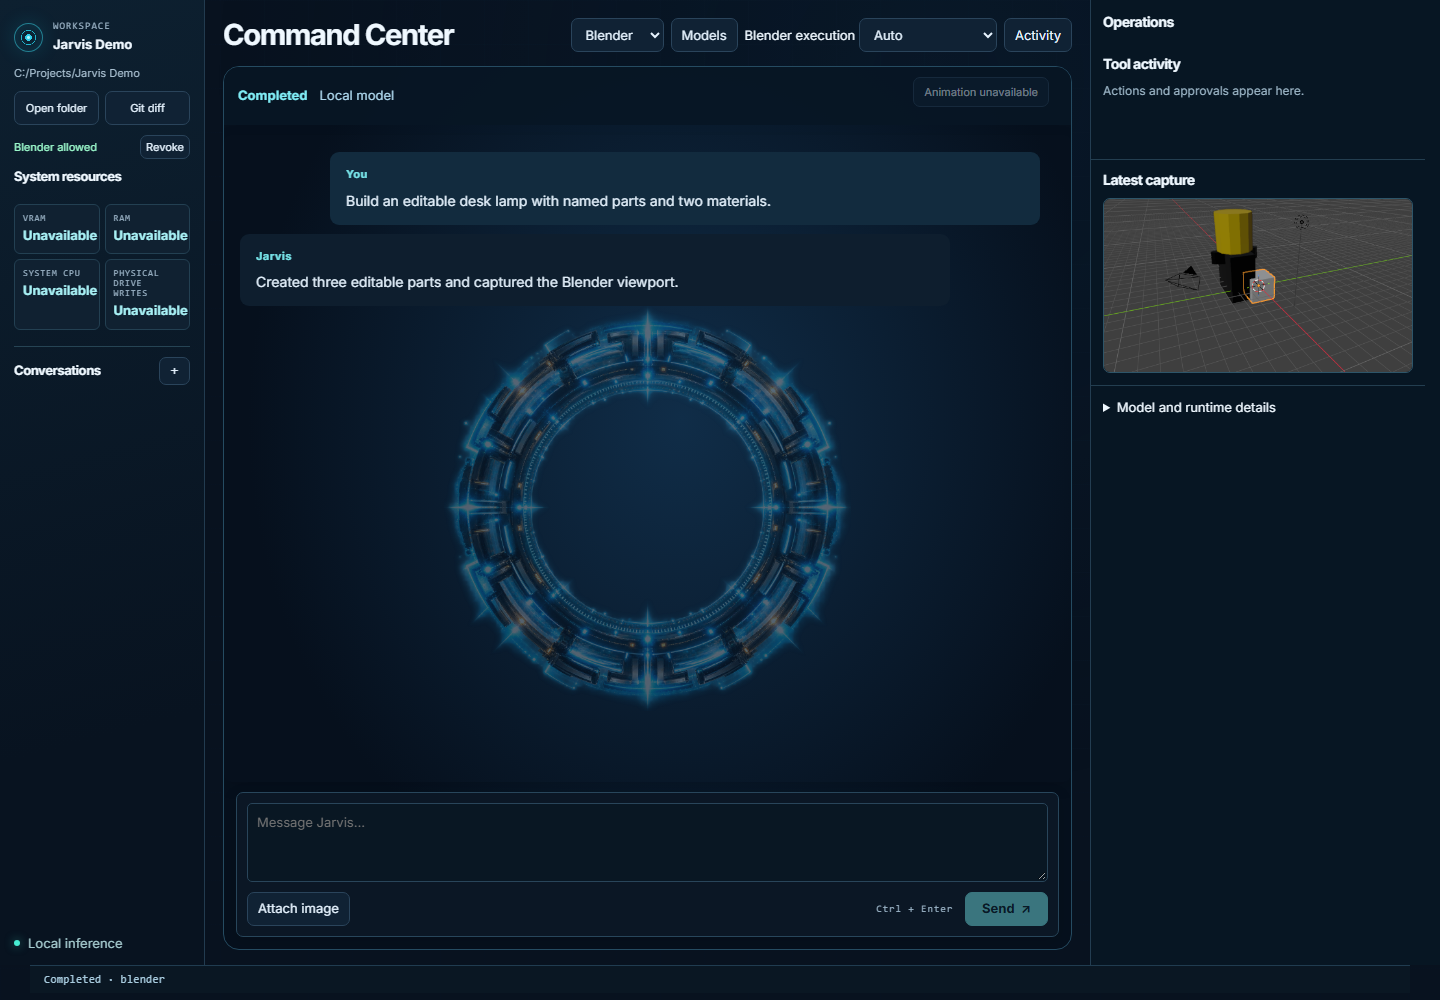 WORKSPACE
Jarvis Demo
C:/Projects/Jarvis Demo
Open folder
Git diff
Blender allowed
Revoke
System resources
VRAM
Unavailable
RAM
Unavailable
SYSTEM CPU
Unavailable
PHYSICAL
DRIVE
WRITES
Unavailable
Conversations
+
Local inference
Command Center
Blender
Models
Blender execution
Auto
Activity
Completed
Local model
Animation unavailable
You
Build an editable desk lamp with named parts and two materials.
Jarvis
Created three editable parts and captured the Blender viewport.
Message Jarvis...
Attach image
Ctrl + Enter
Send ↗
Operations
Tool activity
Actions and approvals appear here.
Latest capture
Model and runtime details
Completed · blender